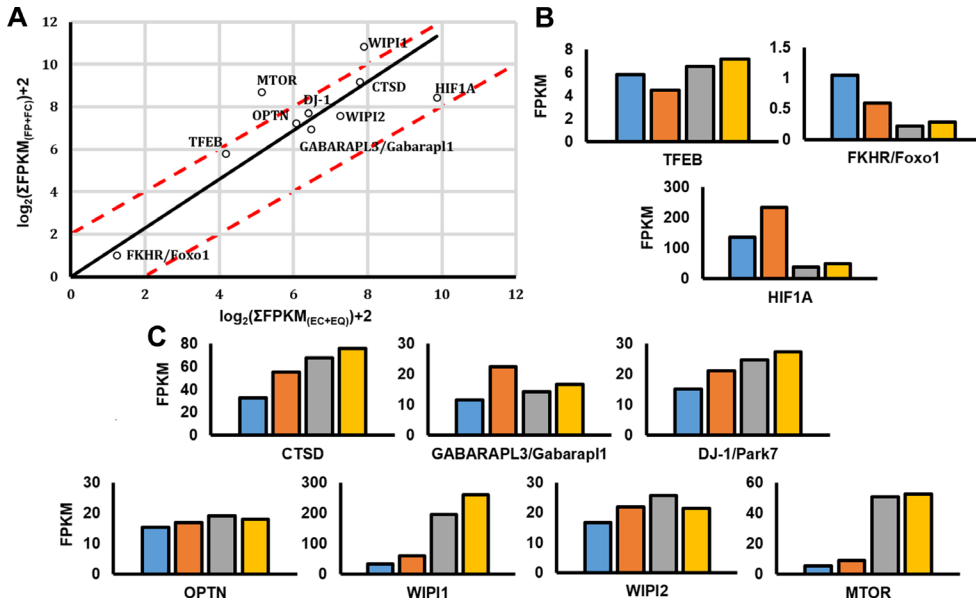 A
12
10
8
6
4
2
0
log2(ΣFPKM(FP+FC))+2
WIPI1
MTOR
CTSD
HIF1A
DJ-1
OPTN
WIPI2
GABARAPL3/Gabarapl1
TFEB
FKHR/Foxo1
0 2 4 6 8 10 12
log2(ΣFPKM(EC+EQ))+2
B
FPKM
8
6
4
2
0
TFEB
1.5
1
0.5
0
FKHR/Foxo1
FPKM
300
200
100
0
HIF1A
C
FPKM
80
60
40
20
0
CTSD
30
20
10
0
GABARAPL3/Gabarapl1
30
20
10
0
DJ-1/Park7
FPKM
30
20
10
0
OPTN
300
200
100
0
WIPI1
30
20
10
0
WIPI2
60
40
20
0
MTOR